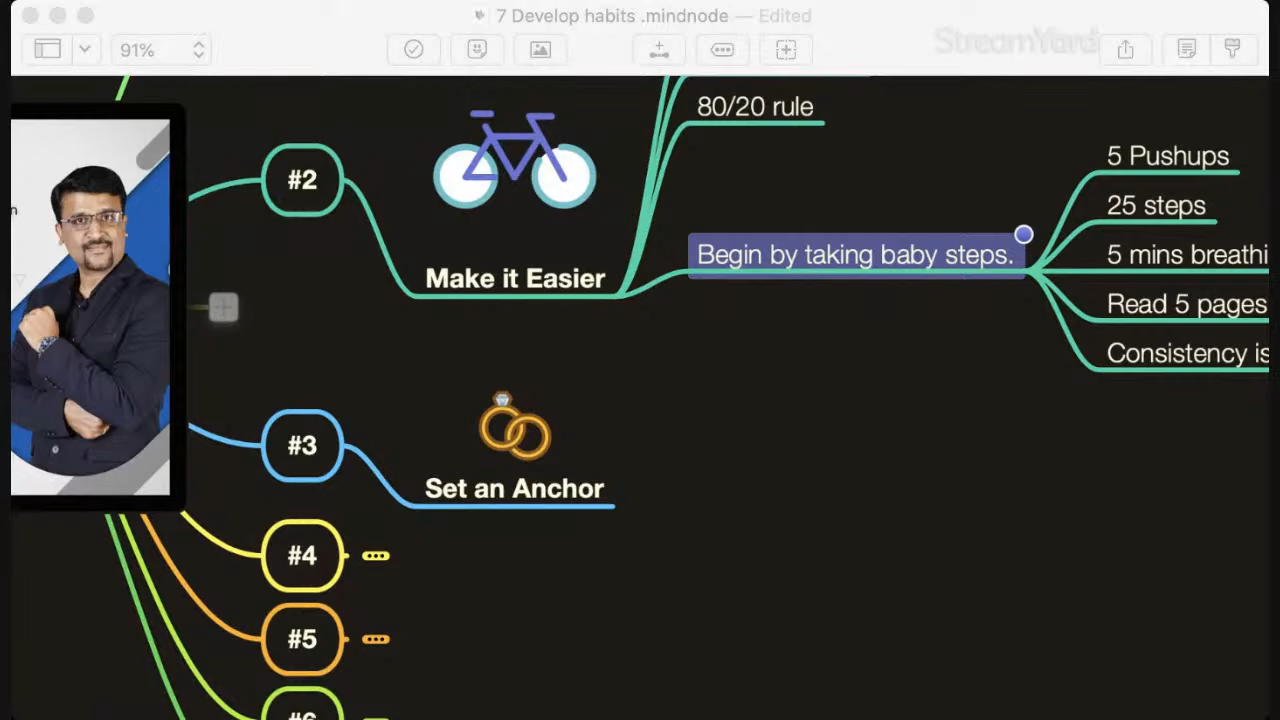 7 Develop habits .mindnode — Edited
91%
StreamYard
80/20 rule
#2
Make it Easier
Begin by taking baby steps.
5 Pushups
25 steps
5 mins breathi
Read 5 pages
Consistency is
#3
Set an Anchor
#4
#5
#6